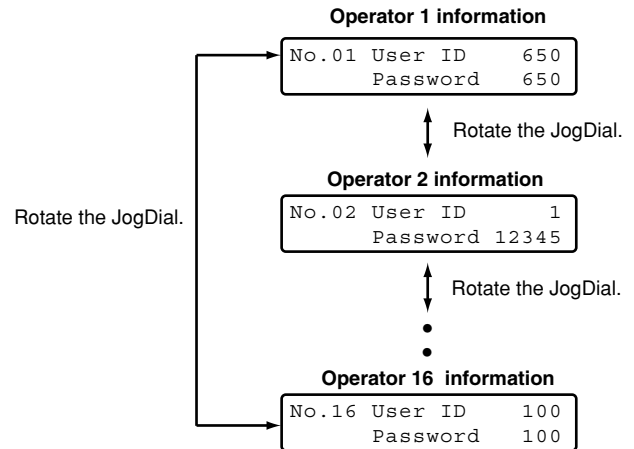 Operator 1 information
No.01 User ID 650
Password 650
Rotate the JogDial.
Operator 2 information
Rotate the JogDial.
No.02 User ID 1
Password 12345
Rotate the JogDial.
Operator 16 information
No.16 User ID 100
Password 100